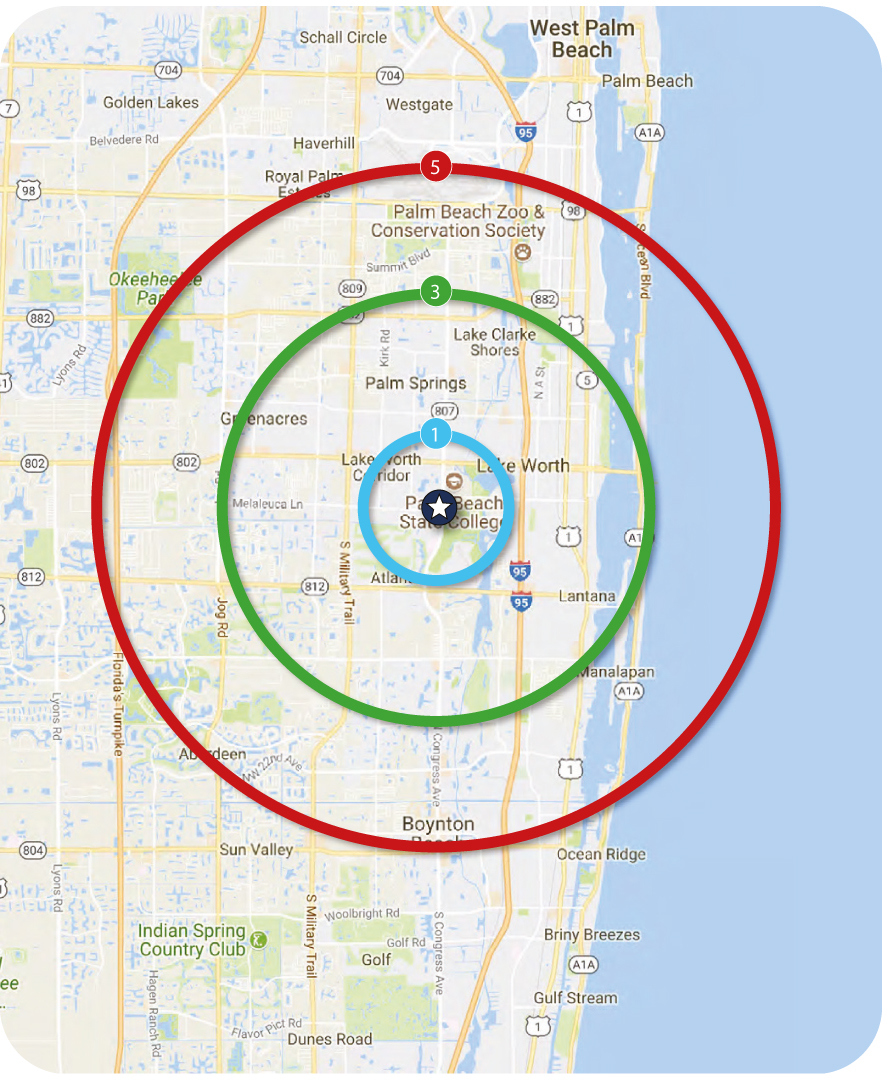 West Palm
Beach
Schall Circle
704
704
Palm Beach
Golden Lakes
Westgate
7
1
95
A1A
Belvedere Rd
Haverhill
Royal Palm
Estates
5
98
Palm Beach Zoo &
Conservation Society
98
S Ocean Blvd
Summit Blvd
Okeeheelee
Park
809
3
882
882
1
882
Lake Clarke
Shores
Kirk Rd
Lyons Rd
N A St
5
Palm Springs
807
Greenacres
1
802
802
Lake Worth
Corridor
Lake Worth
Melaleuca Ln
Palm Beach
State College
1
A1
S Military Trail
95
812
812
Atlan
95
Lantana
Jog Rd
Florida's Turnpike
Manalapan
A1A
Lyons Rd
Aberdeen
NW 22nd Ave
S Congress Ave
1
Boynton
Beach
804
Sun Valley
Ocean Ridge
Lyons Rd
S Military Trail
Woolbright Rd
S Congress Ave
Indian Spring
Country Club
Golf Rd
Golf
Briny Breezes
A1A
ee
Hagen Ranch Rd
Gulf Stream
Flavor Pict Rd
Dunes Road
1